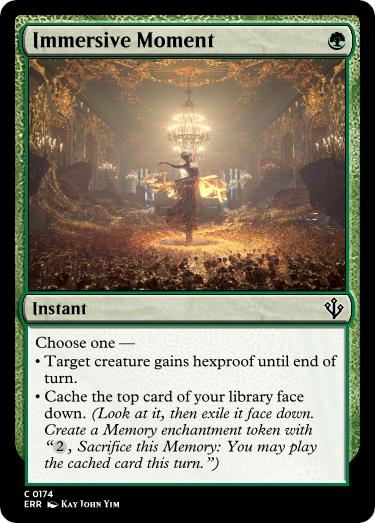 Immersive Moment
Instant
Choose one —
• Target creature gains hexproof until end of
turn.
• Cache the top card of your library face
down. (Look at it, then exile it face down.
Create a Memory enchantment token with
“2, Sacrifice this Memory: You may play
the cached card this turn.”)
C 0174
ERR Kay John Yim